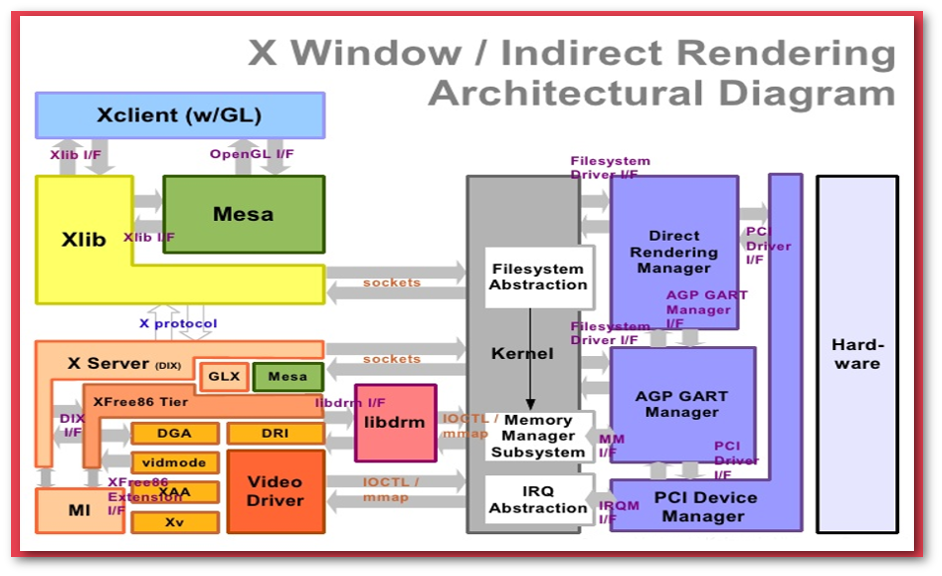 X Window / Indirect Rendering
Architectural Diagram
Xclient (w/GL)
Xlib I/F
OpenGL I/F
Xlib
Mesa
Xlib I/F
sockets
X protocol
X Server (DIX)
GLX
Mesa
sockets
XFree86 Tier
libdrm I/F
DIX
I/F
DGA
DRI
vidmode
XFree86
Extension
I/F
XAA
Xv
MI
Video
Driver
libdrm
IOCTL /
mmap
IOCTL /
mmap
Kernel
Filesystem
Abstraction
Memory
Manager
Subsystem
IRQ
Abstraction
Filesystem
Driver I/F
Direct
Rendering
Manager
PCI
Driver
I/F
AGP GART
Manager
I/F
Filesystem
Driver I/F
AGP GART
Manager
MM
I/F
PCI
Driver
I/F
IRQM
I/F
PCI Device
Manager
Hard-
ware